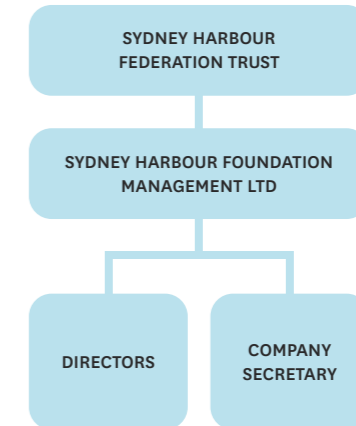 SYDNEY HARBOUR
FEDERATION TRUST
SYDNEY HARBOUR FOUNDATION
MANAGEMENT LTD
DIRECTORS
COMPANY
SECRETARY